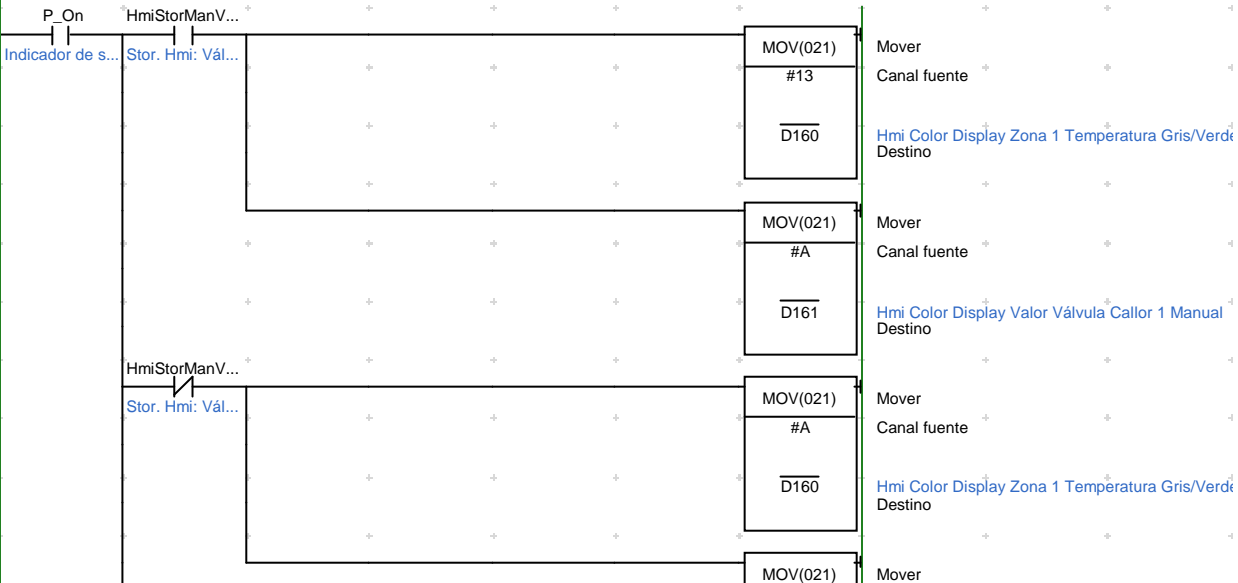 P_On
HmiStorManV...
Indicador de s...
Stor. Hmi: Vál...
MOV(021)
Mover
#13
Canal fuente
D160
Hmi Color Display Zona 1 Temperatura Gris/Verde
Destino
MOV(021)
Mover
#A
Canal fuente
D161
Hmi Color Display Valor Válvula Callor 1 Manual
Destino
HmiStorManV...
Stor. Hmi: Vál...
MOV(021)
Mover
#A
Canal fuente
D160
Hmi Color Display Zona 1 Temperatura Gris/Verde
Destino
MOV(021)
Mover